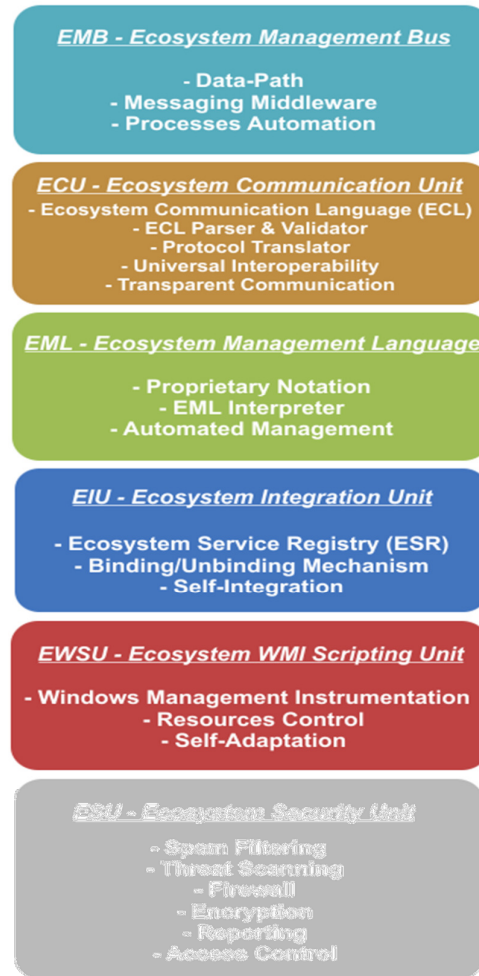 EMB - Ecosystem Management Bus
- Data-Path
- Messaging Middleware
- Processes Automation
ECU - Ecosystem Communication Unit
- Ecosystem Communication Language (ECL)
- ECL Parser & Validator
- Protocol Translator
- Universal Interoperability
- Transparent Communication
EML - Ecosystem Management Language
- Proprietary Notation
- EML Interpreter
- Automated Management
EIU - Ecosystem Integration Unit
- Ecosystem Service Registry (ESR)
- Binding/Unbinding Mechanism
- Self-Integration
EWSU - Ecosystem WMI Scripting Unit
- Windows Management Instrumentation
- Resources Control
- Self-Adaptation
ESU - Ecosystem Security Unit
- Spam Filtering
- Threat Scanning
- Firewall
- Encryption
- Reporting
- Access Control